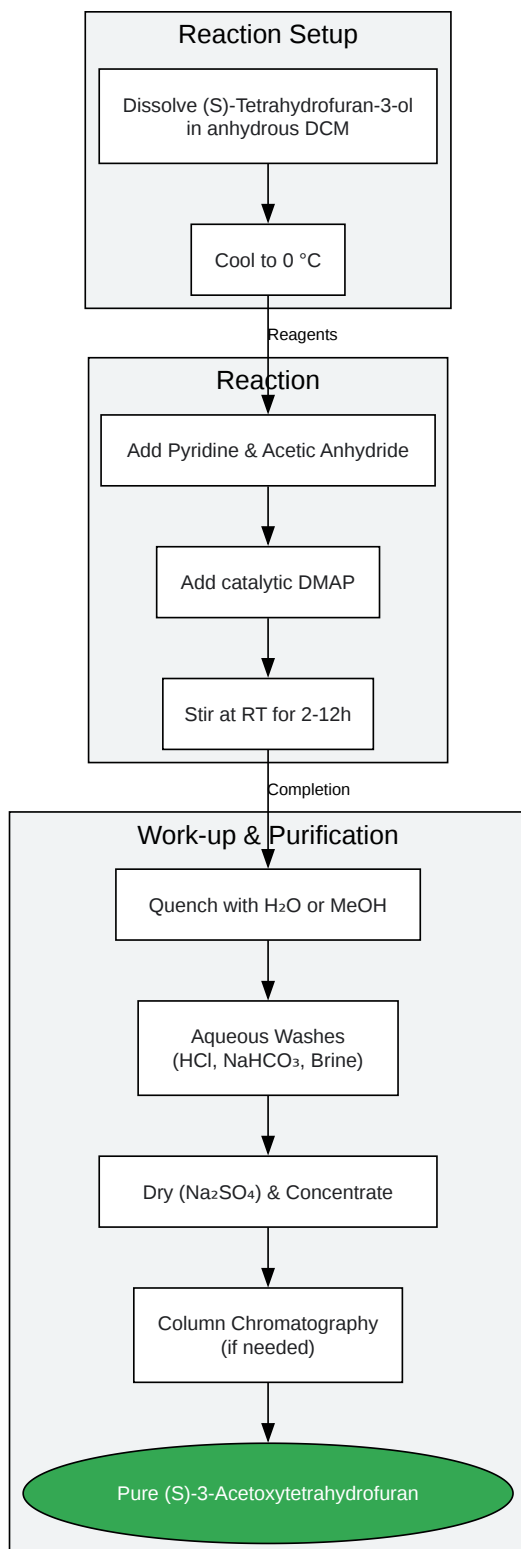 Reaction Setup
Dissolve (S)-Tetrahydrofuran-3-ol
in anhydrous DCM
Cool to 0 °C
Reagents
Reaction
Add Pyridine & Acetic Anhydride
Add catalytic DMAP
Stir at RT for 2-12h
Completion
Work-up & Purification
Quench with H₂O or MeOH
Aqueous Washes
(HCl, NaHCO₃, Brine)
Dry (Na₂SO₄) & Concentrate
Column Chromatography
(if needed)
Pure (S)-3-Acetoxytetrahydrofuran